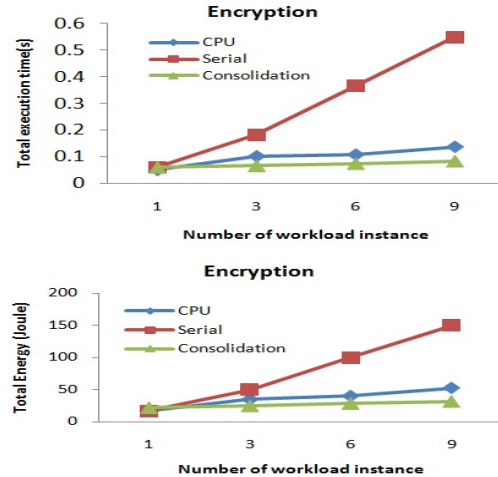 Encryption
Total execution time(s)
0.6
0.5
0.4
0.3
0.2
0.1
0
CPU
Serial
Consolidation
1 3 6 9
Number of workload instance
Encryption
Total Energy (Joule)
200
150
100
50
0
CPU
Serial
Consolidation
1 3 6 9
Number of workload instance